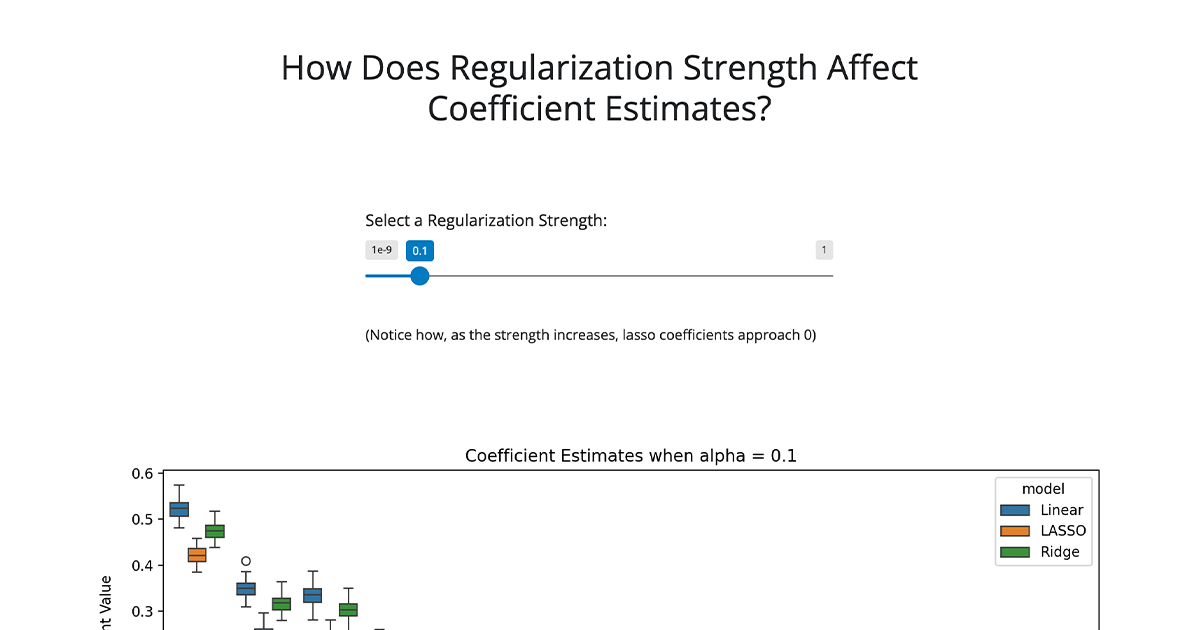 How Does Regularization Strength Affect
Coefficient Estimates?
Select a Regularization Strength:
1e-9 0.1 1
(Notice how, as the strength increases, lasso coefficients approach 0)
Coefficient Estimates when alpha = 0.1
0.6
0.5
0.4
0.3
Value
model
Linear
LASSO
Ridge